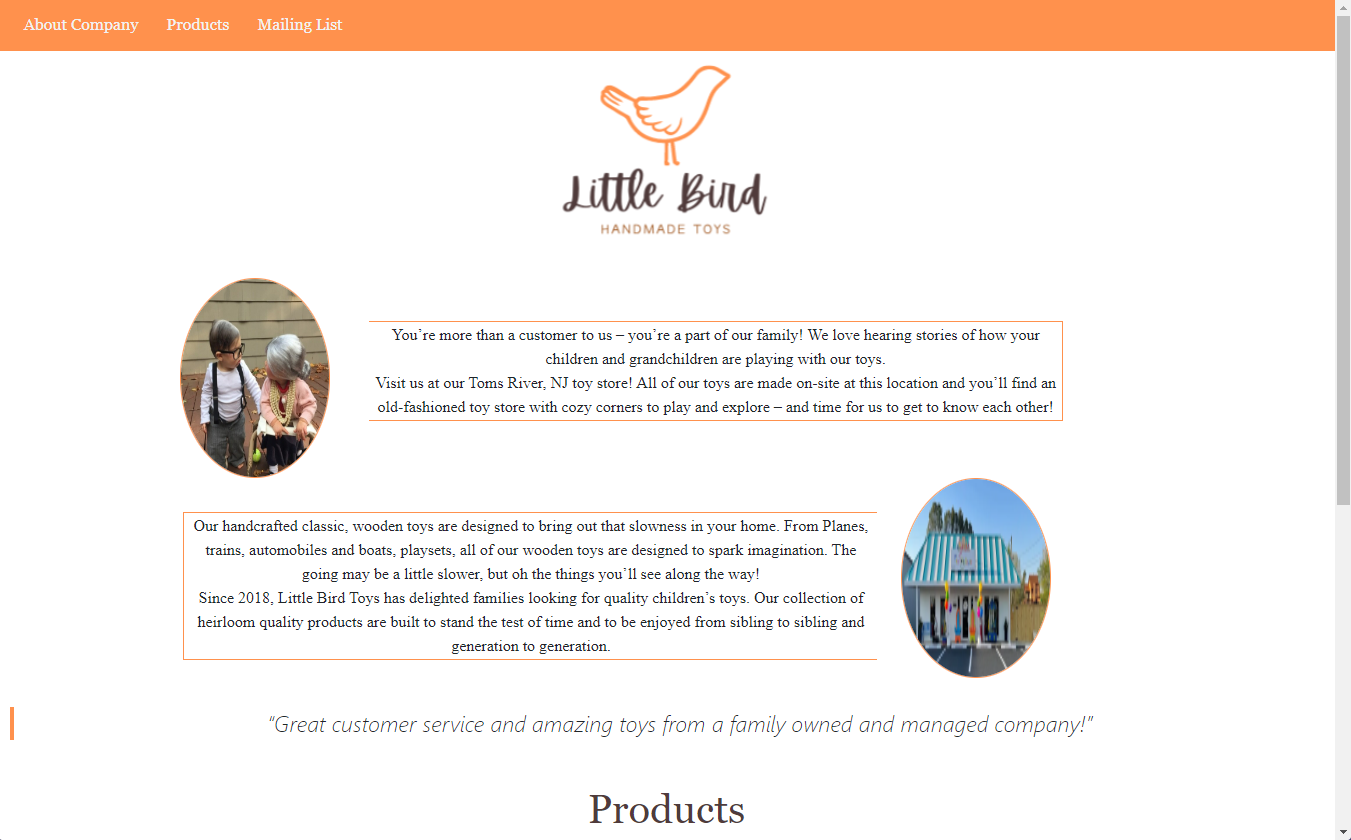 About Company Products Mailing List
Little Bird
HANDMADE TOYS
You’re more than a customer to us – you’re a part of our family! We love hearing stories of how your
children and grandchildren are playing with our toys.
Visit us at our Toms River, NJ toy store! All of our toys are made on-site at this location and you’ll find an
old-fashioned toy store with cozy corners to play and explore – and time for us to get to know each other!
Our handcrafted classic, wooden toys are designed to bring out that slowness in your home. From Planes,
trains, automobiles and boats, playsets, all of our wooden toys are designed to spark imagination. The
going may be a little slower, but oh the things you’ll see along the way!
Since 2018, Little Bird Toys has delighted families looking for quality children’s toys. Our collection of
heirloom quality products are built to stand the test of time and to be enjoyed from sibling to sibling and
generation to generation.
“Great customer service and amazing toys from a family owned and managed company!”
Products